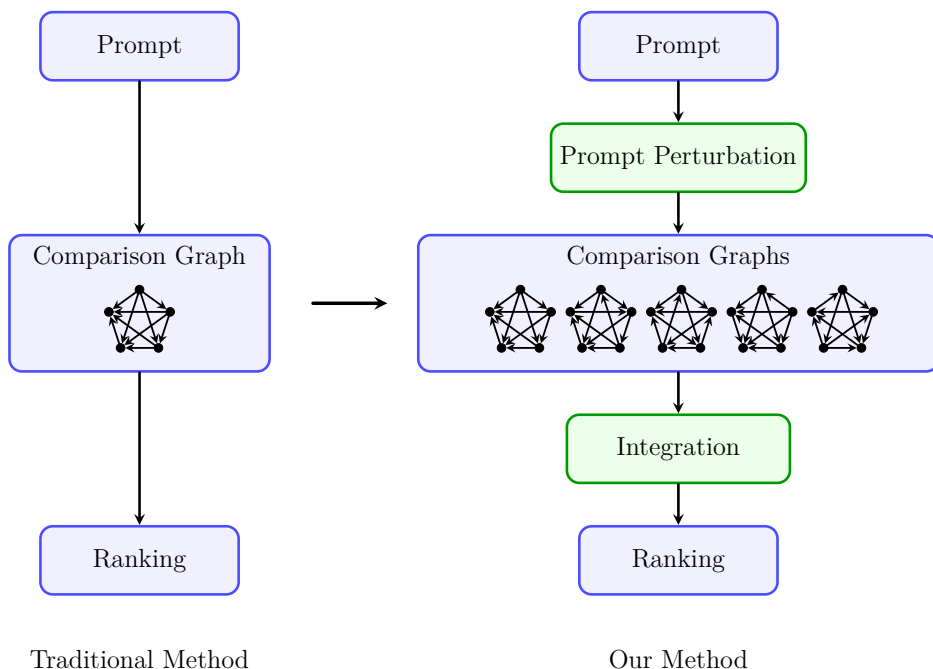 Prompt
Comparison Graph
Ranking
Traditional Method
Prompt
Prompt Perturbation
Comparison Graphs
Integration
Ranking
Our Method